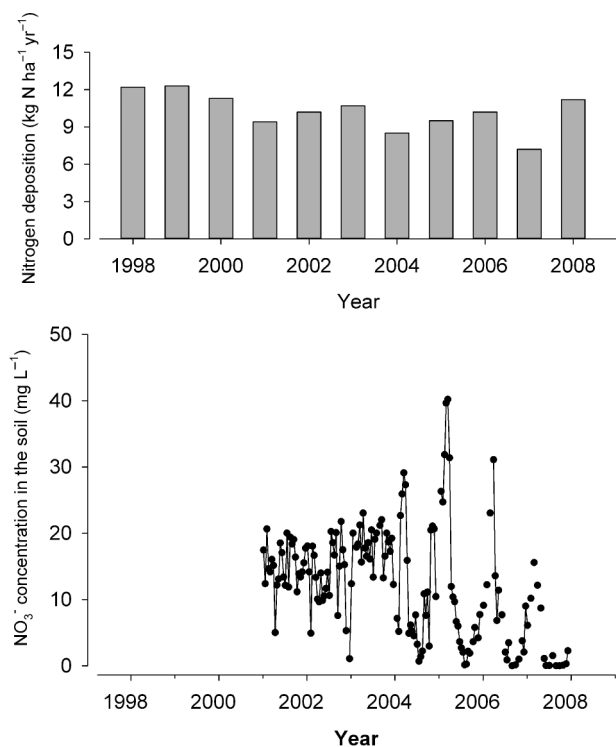 Nitrogen deposition (kg N ha⁻¹ yr⁻¹)
15
12
9
6
3
0
1998 2000 2002 2004 2006 2008
Year
NO₃⁻ concentration in the soil (mg L⁻¹)
50
40
30
20
10
0
1998 2000 2002 2004 2006 2008
Year